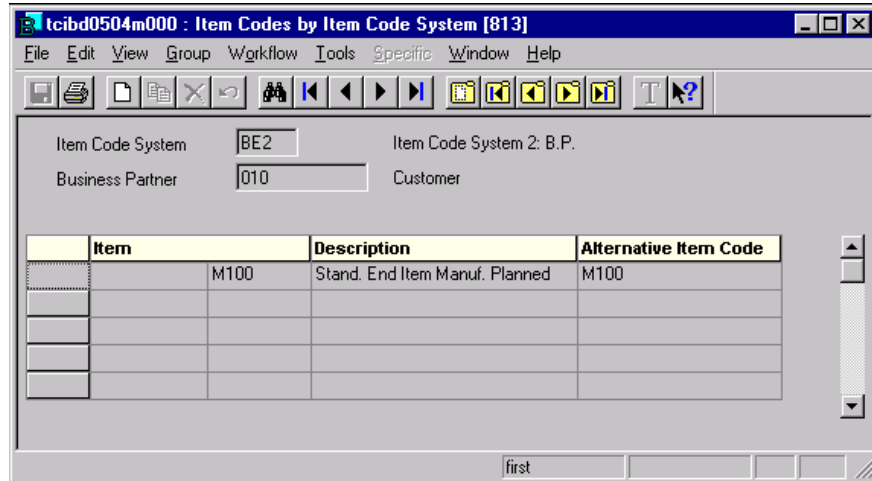 tcibd0504m000 : Item Codes by Item Code System [813]
File Edit View Group Workflow Tools Specific Window Help
T ?
Item Code System BE2 Item Code System 2: B.P.
Business Partner 010 Customer
Item Description Alternative Item Code
M100 Stand. End Item Manuf. Planned M100
first